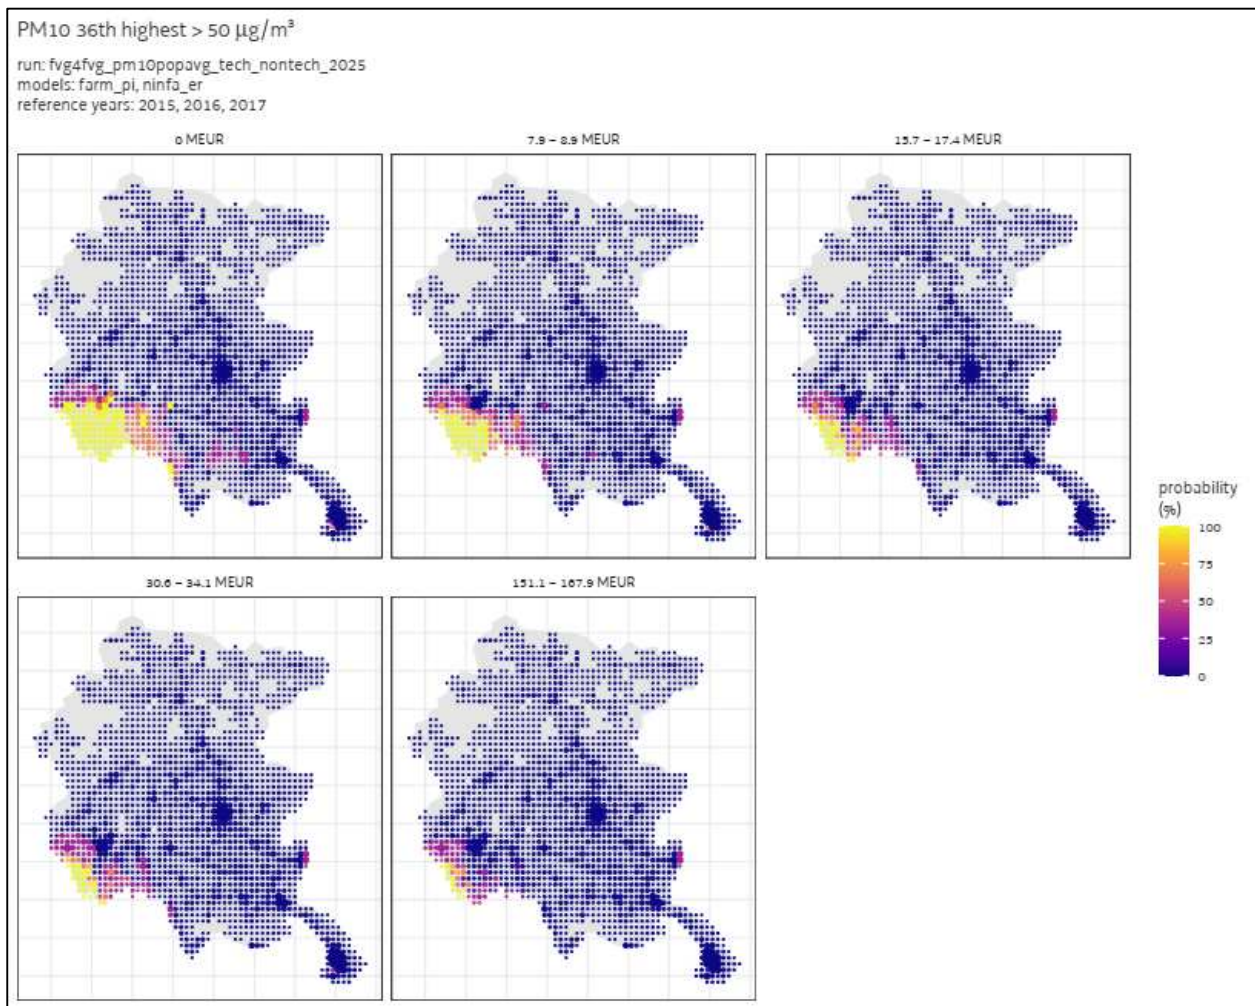 PM10 36th highest > 50 µg/m³
run: fvg4fvg_pm10popavg_tech_nontech_2025
models: farm_pi, ninfa_er
reference years: 2015, 2016, 2017
0 MEUR
7.9 – 8.9 MEUR
15.7 – 17.4 MEUR
30.6 – 34.1 MEUR
151.1 – 167.9 MEUR
probability
(%)
100
75
50
25
0